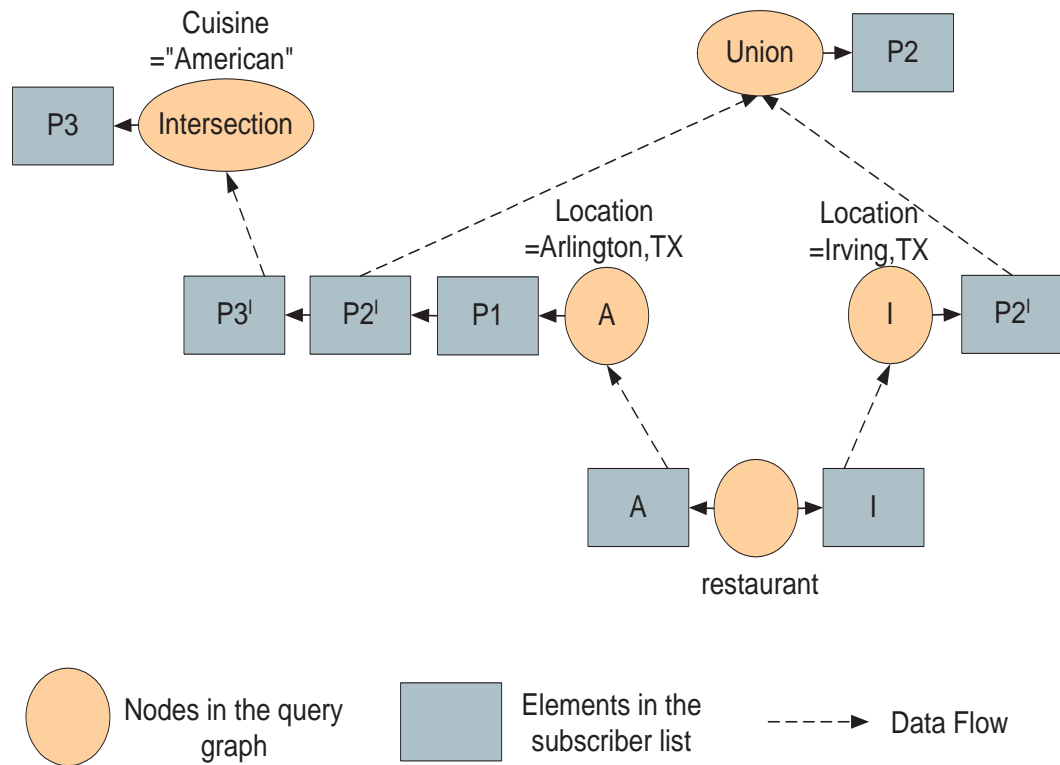 Cuisine
="American"
Union
P2
P3
Intersection
Location
=Arlington,TX
Location
=Irving,TX
P3ᴵ
P2ᴵ
P1
A
I
P2ᴵ
A
I
restaurant
Nodes in the query
graph
Elements in the
subscriber list
Data Flow